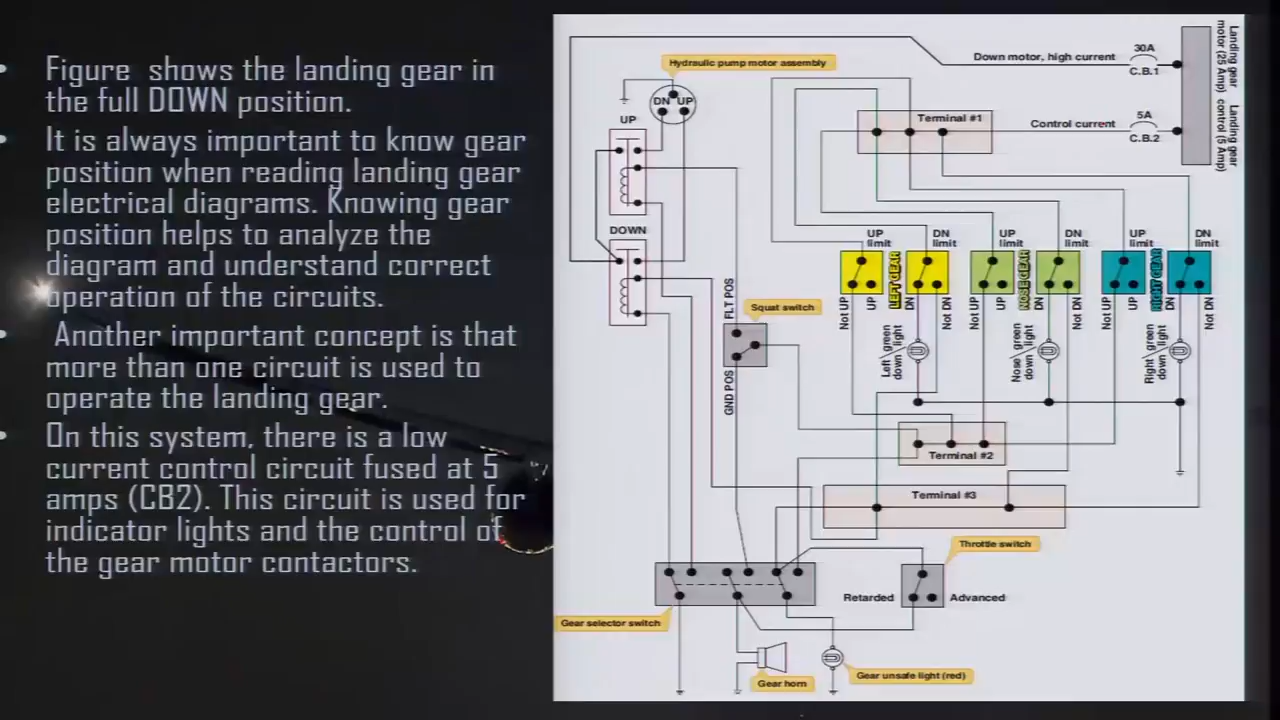 Figure  shows the landing gear in
the full DOWN position.
It is always important to know gear
position when reading landing gear
electrical diagrams. Knowing gear
position helps to analyze the
diagram and understand correct
operation of the circuits.
Another important concept is that
more than one circuit is used to
operate the landing gear.
On this system, there is a low
current control circuit fused at 5
amps (CB2). This circuit is used for
indicator lights and the control of
the gear motor contactors.
Hydraulic pump motor assembly
Down motor, high current
30A
C.B.1
Landing gear
motor (25 Amp)
DN UP
UP
Terminal #1
Control current
5A
C.B.2
Landing gear
control (5 Amp)
DOWN
UP
limit
DN
limit
UP
limit
DN
limit
UP
limit
DN
limit
LEFT GEAR
NOSE GEAR
RIGHT GEAR
Not UP
UP
DN
Not DN
Not UP
UP
DN
Not DN
Not UP
UP
DN
Not DN
FLT POS
Squat switch
GND POS
Left green
down light
Nose green
down light
Right green
down light
Terminal #2
Terminal #3
Throttle switch
Retarded
Advanced
Gear selector switch
Gear horn
Gear unsafe light (red)